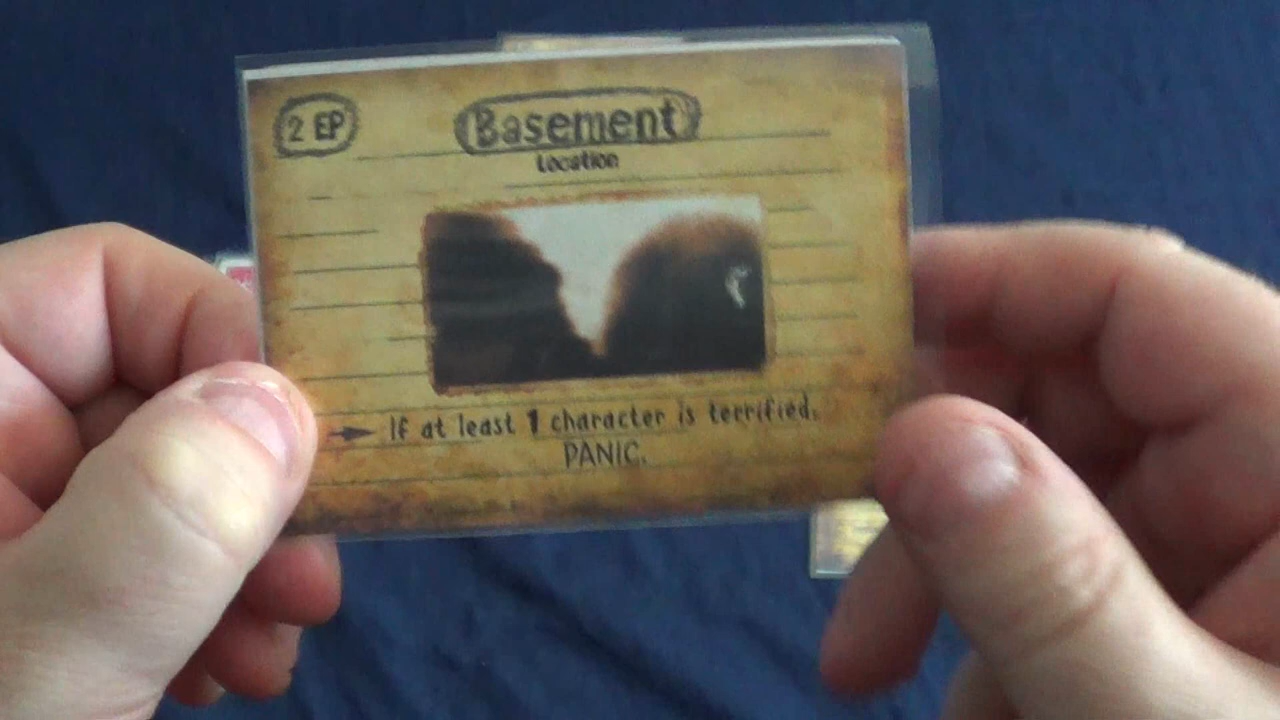 2 EP
Basement
Location
If at least 1 character is terrified,
PANIC.